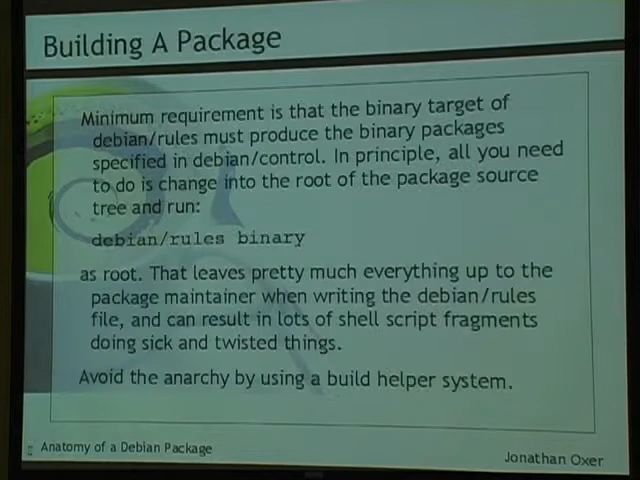 Building A Package
Minimum requirement is that the binary target of
debian/rules must produce the binary packages
specified in debian/control. In principle, all you need
to do is change into the root of the package source
tree and run:
debian/rules binary
as root. That leaves pretty much everything up to the
package maintainer when writing the debian/rules
file, and can result in lots of shell script fragments
doing sick and twisted things.
Avoid the anarchy by using a build helper system.
Anatomy of a Debian Package
Jonathan Oxer